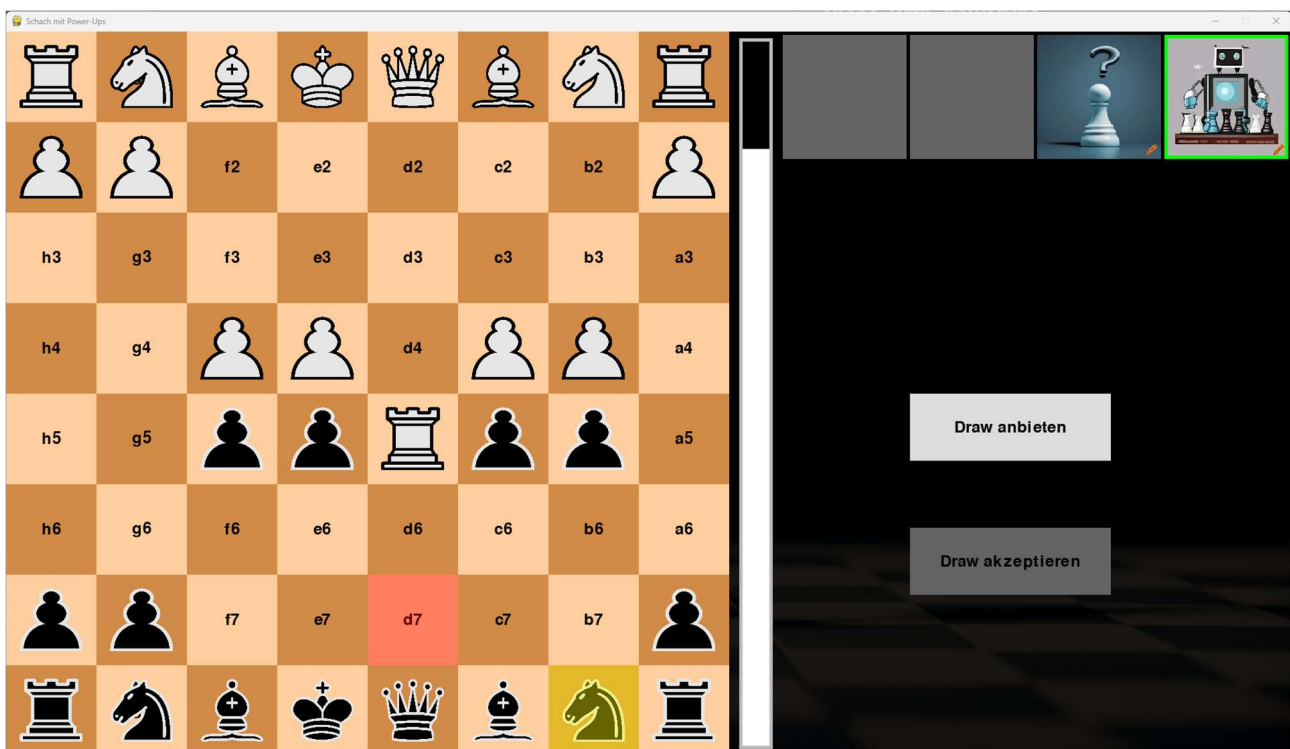 Schach mit Power-Ups
f2 e2 d2 c2 b2
h3 g3 f3 e3 d3 c3 b3 a3
h4 g4 d4 a4
h5 g5 a5
Draw anbieten
h6 g6 f6 e6 d6 c6 b6 a6
Draw akzeptieren
f7 e7 d7 c7 b7